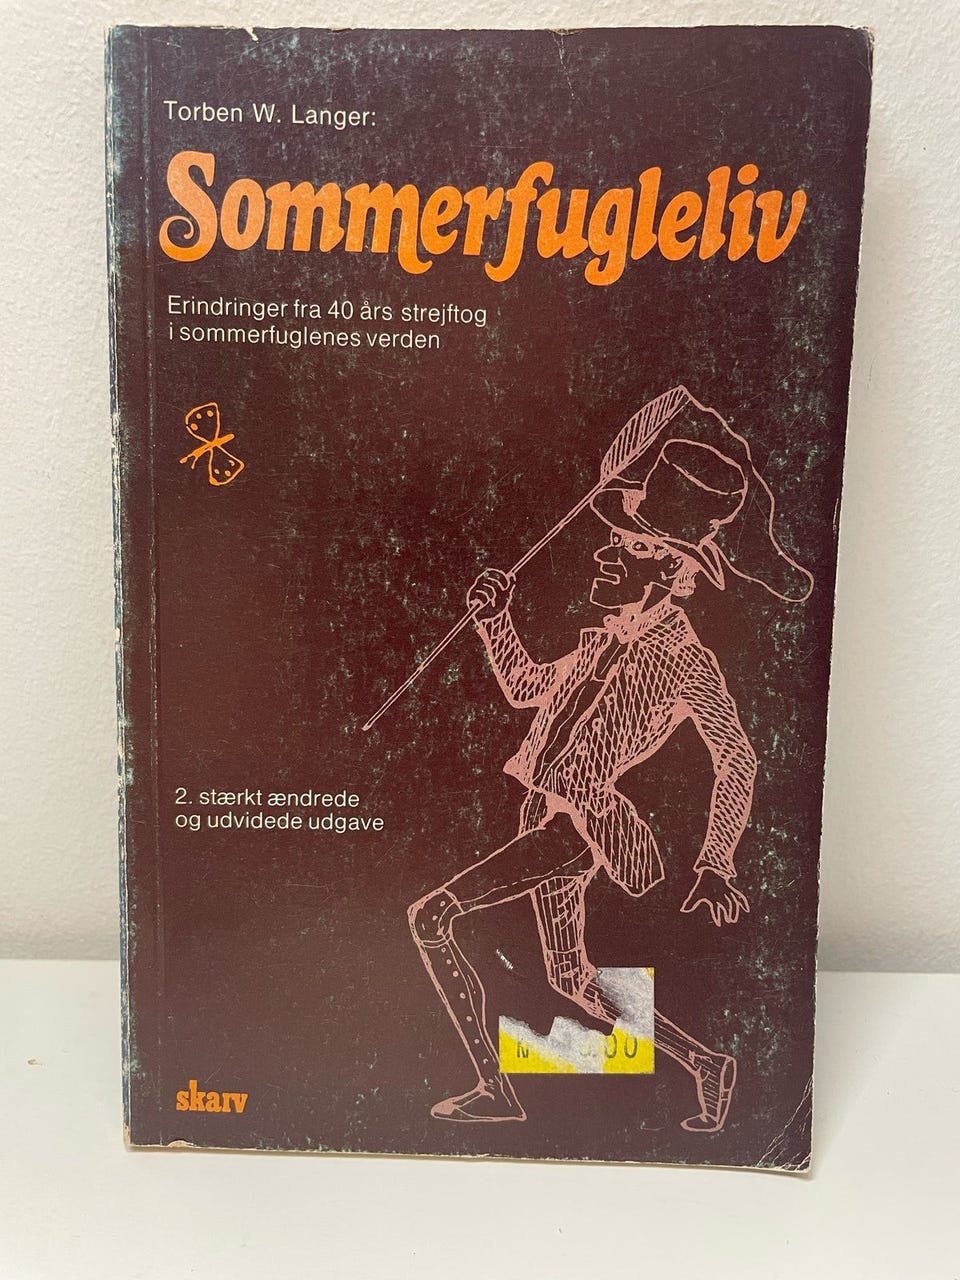 Torben W. Langer:
Sommerfugleliv
Erindringer fra 40 års strejftog
i sommerfuglenes verden
2. stærkt ændrede
og udvidede udgave
skarv